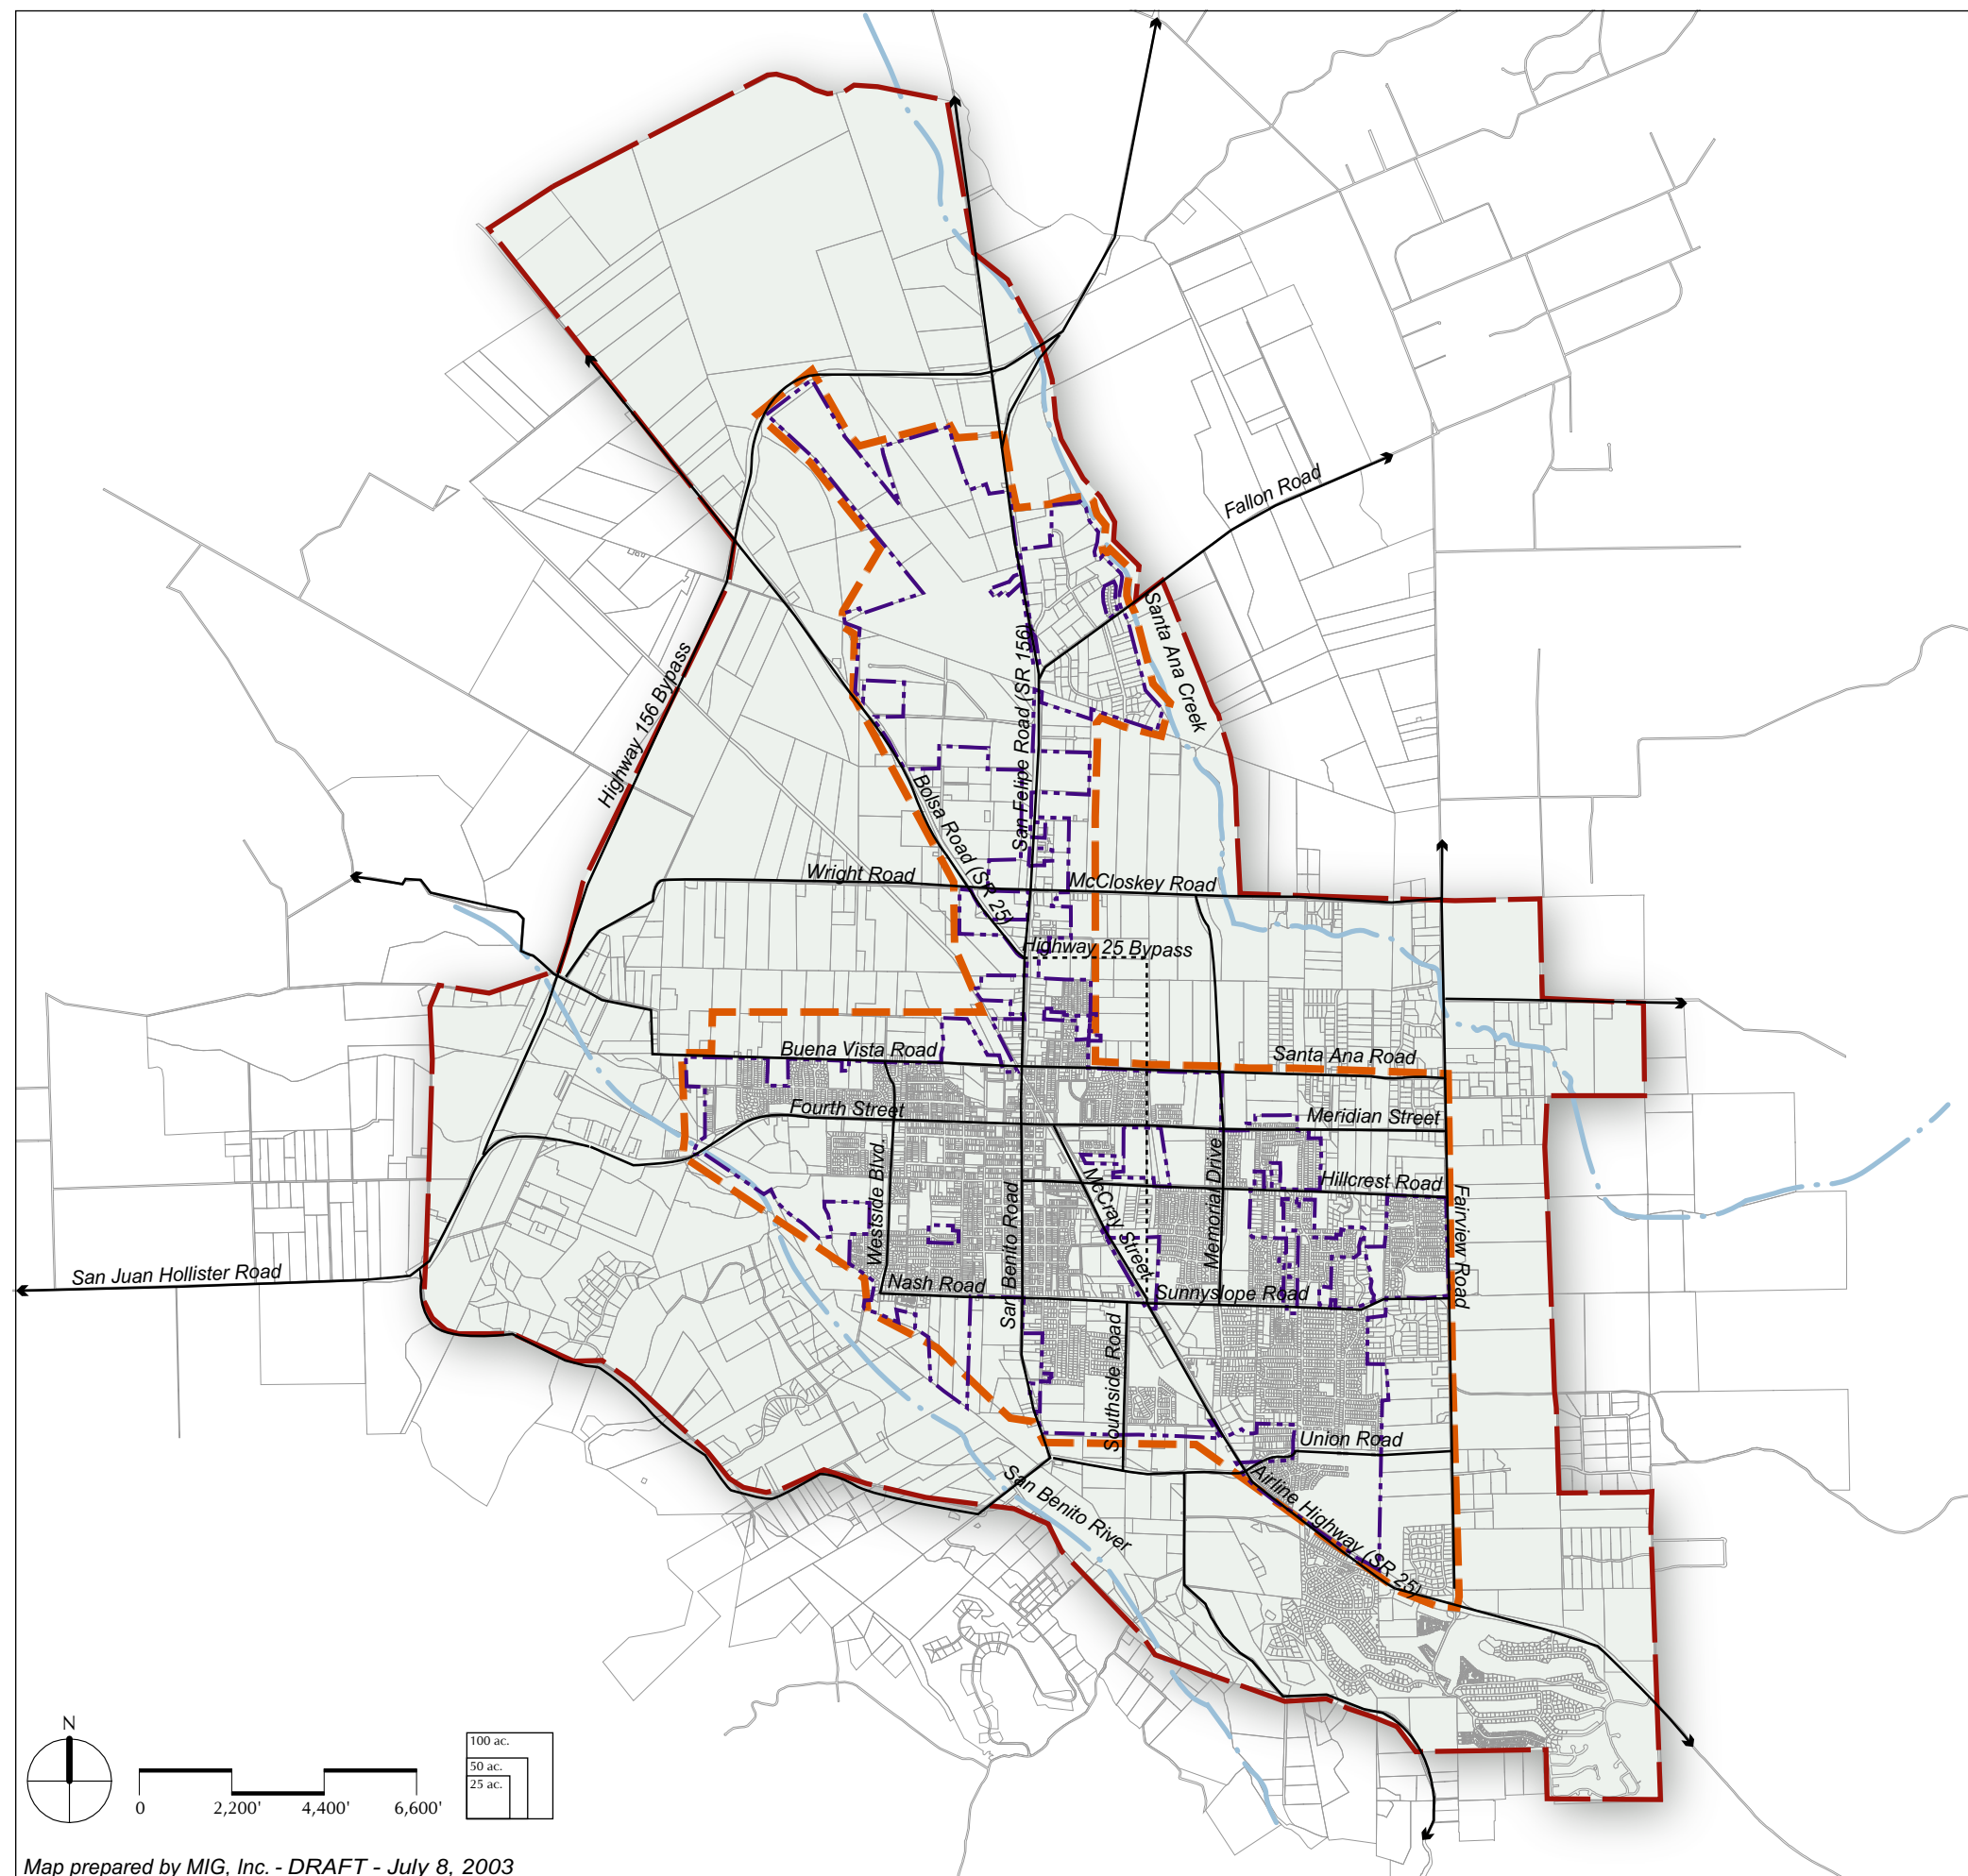 Fallon Road
Santa Ana Creek
San Felipe Road (SR 156)
Highway 156 Bypass
Bolsa Road (SR 25)
Wright Road
McCloskey Road
Highway 25 Bypass
Buena Vista Road
Santa Ana Road
Fourth Street
Meridian Street
Westside Blvd.
McCray Street
Memorial Drive
Hillcrest Road
San Benito Road
Fairview Road
San Juan Hollister Road
Nash Road
Sunnyslope Road
Southside Road
Union Road
San Benito River
Airline Highway (SR 25)
N
0
2,200'
4,400'
6,600'
100 ac.
50 ac.
25 ac.
Map prepared by MIG, Inc. - DRAFT - July 8, 2003